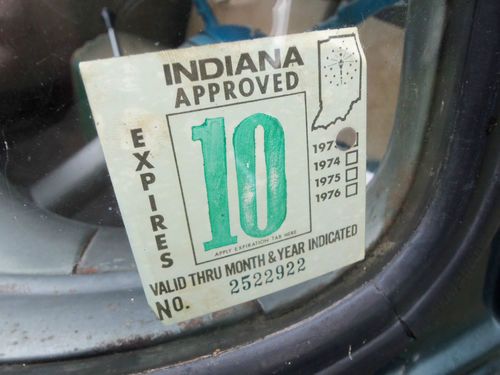 INDIANA
APPROVED
EXPIRES
10
1974
1975
1976
APPLY EXPIRATION TAB HERE
VALID THRU MONTH & YEAR INDICATED
NO. 2522922